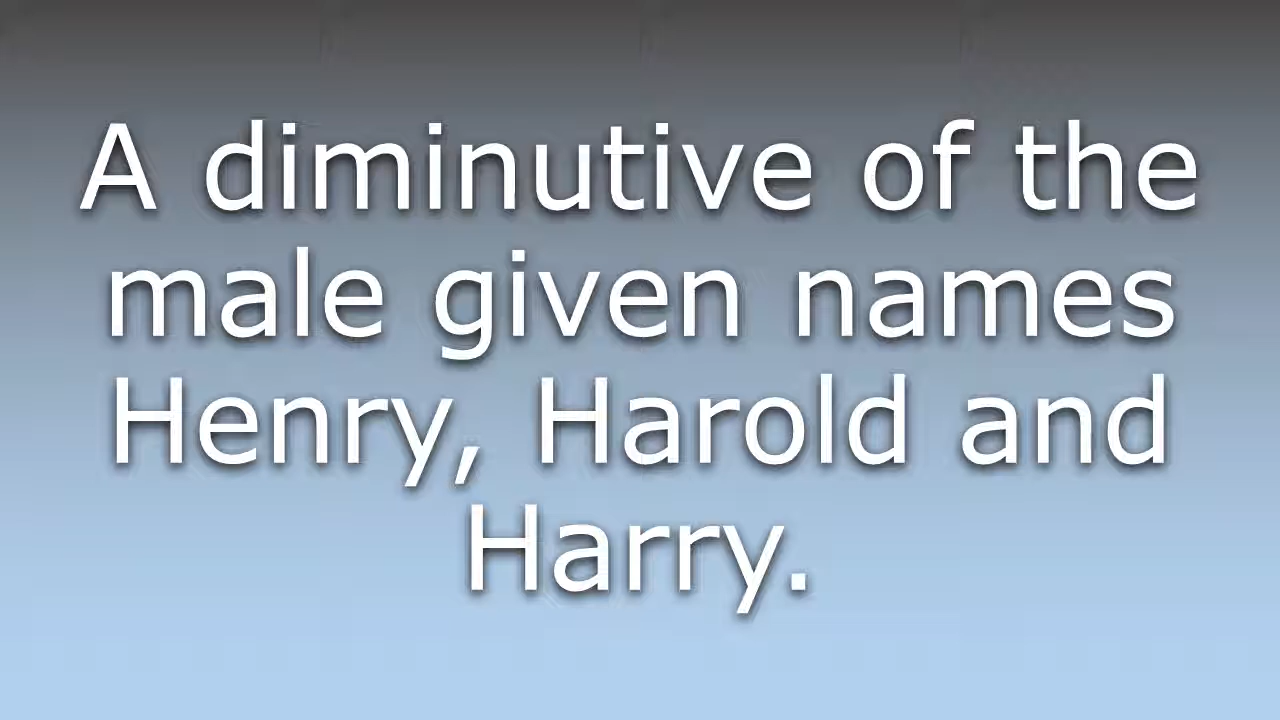 A diminutive of the
male given names
Henry, Harold and
Harry.